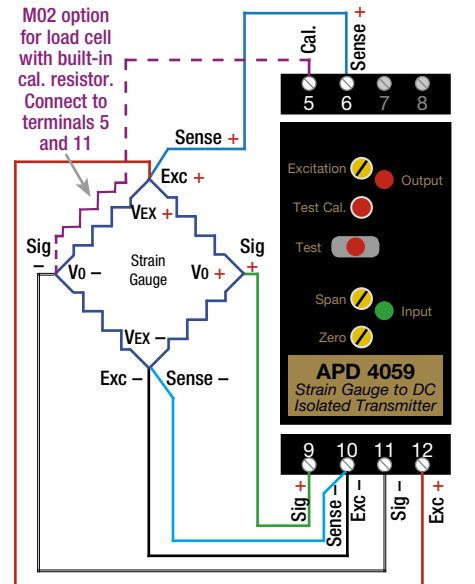 M02 option
for load cell
with built-in
cal. resistor.
Connect to
terminals 5
and 11
Cal.
Sense +
5 6 7 8
Sense +
Exc +
VEX +
Sig
–
Vo –
Strain
Gauge
Vo +
Sig
+
VEX –
Exc –
Sense –
Excitation
Output
Test Cal.
Test
Span
Input
Zero
APD 4059
Strain Gauge to DC
Isolated Transmitter
9 10 11 12
Sig +
Sense –
Exc –
Sig –
Exc +